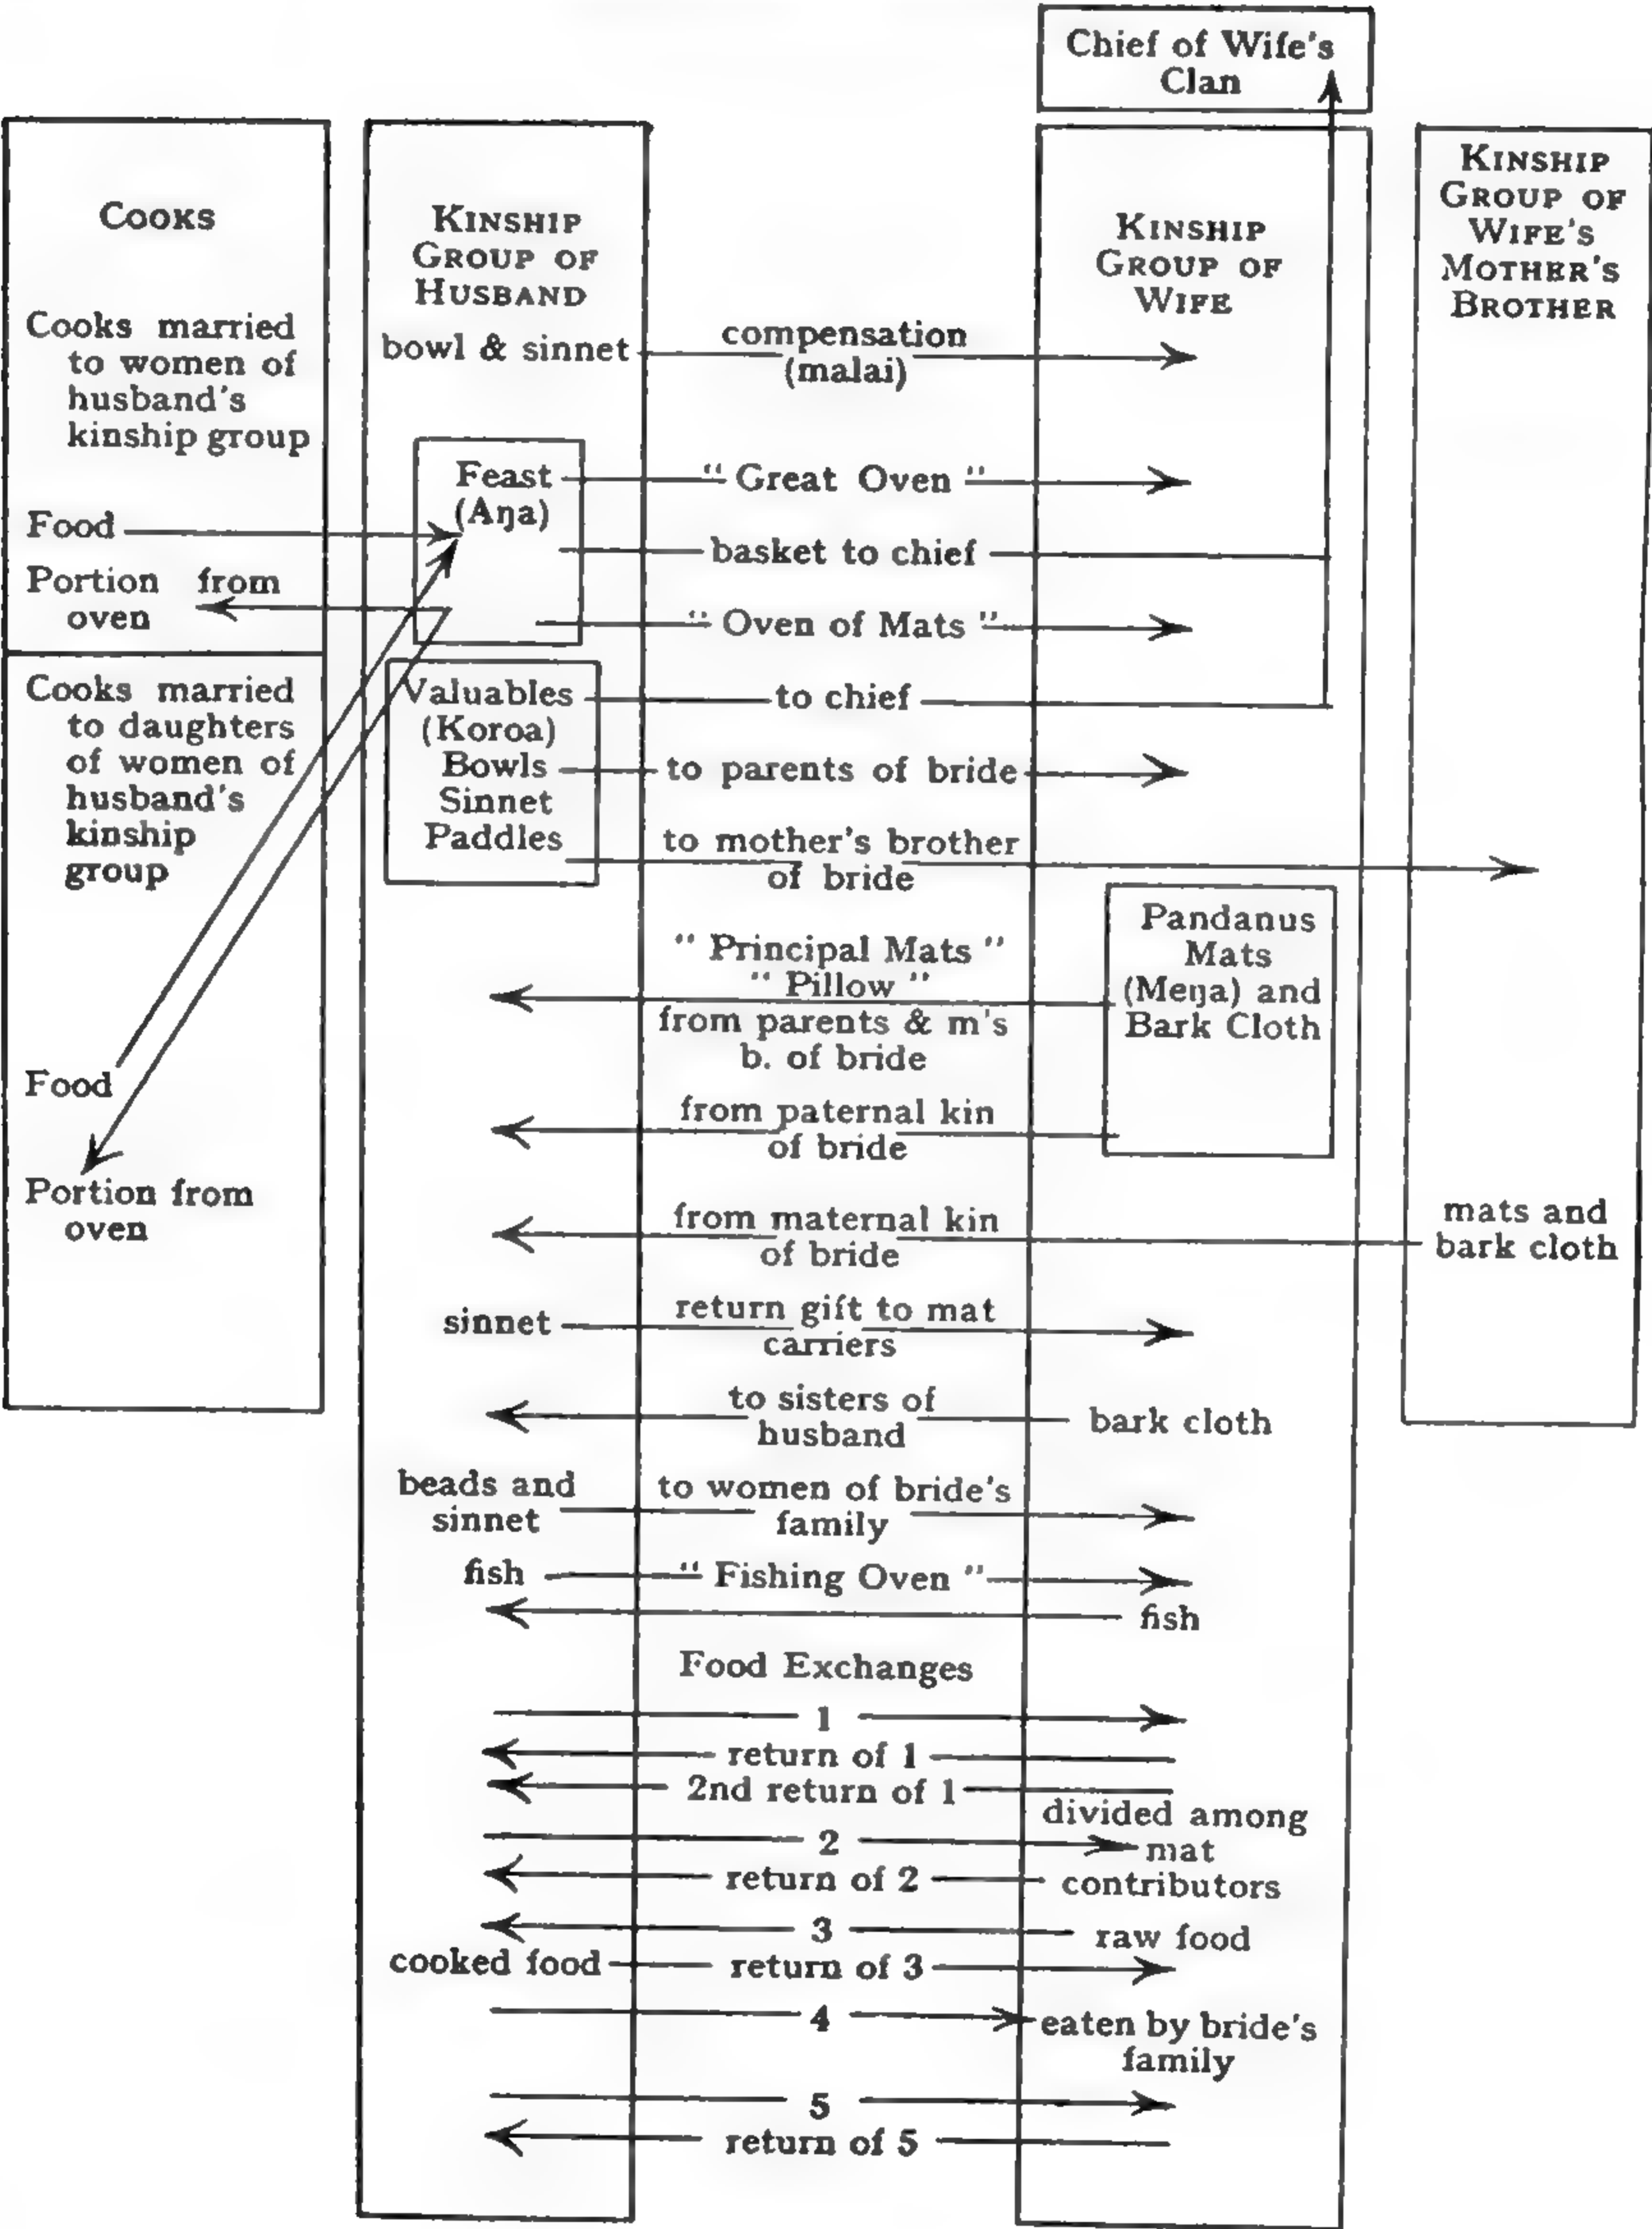 Chief of Wife's
Clan
COOKS
Cooks married
to women of
husband's
kinship group
Food
Portion from
oven
Cooks married
to daughters
of women of
husband's
kinship
group
Food
Portion from
oven
KINSHIP
GROUP OF
HUSBAND
bowl & sinnet
Feast
(Aŋa)
Valuables
(Koroa)
Bowls
Sinnet
Paddles
sinnet
beads and
sinnet
fish
cooked food
compensation
(malai)
" Great Oven "
basket to chief
" Oven of Mats "
to chief
to parents of bride
to mother's brother
of bride
" Principal Mats "
" Pillow "
from parents & m's
b. of bride
from paternal kin
of bride
from maternal kin
of bride
return gift to mat
carriers
to sisters of
husband
to women of bride's
family
" Fishing Oven "
Food Exchanges
1
return of 1
2nd return of 1
2
return of 2
3
return of 3
4
5
return of 5
KINSHIP
GROUP OF
WIFE
Pandanus
Mats
(Meŋa) and
Bark Cloth
bark cloth
fish
divided among
mat
contributors
raw food
eaten by bride's
family
KINSHIP
GROUP OF
WIFE'S
MOTHER'S
BROTHER
mats and
bark cloth